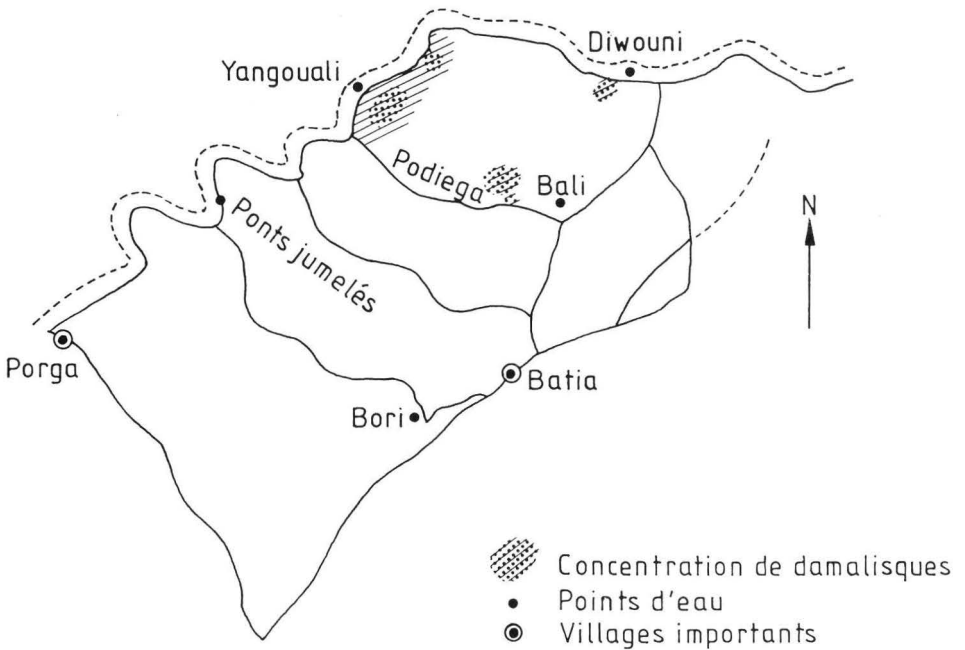 Diwouni
Yangouali
Podiega
Bali
N
Ponts jumelés
Porga
Batia
Bori
Concentration de damalisques
Points d'eau
Villages importants